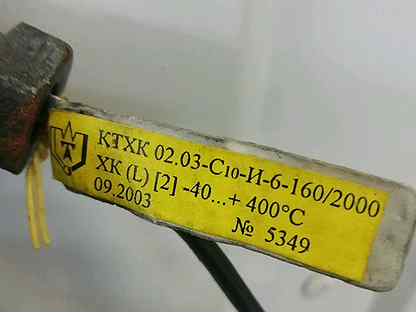 КТХК 02.03-С10-И-6-160/2000
ХК (L) [2] -40...+ 400°С
09.2003 № 5349